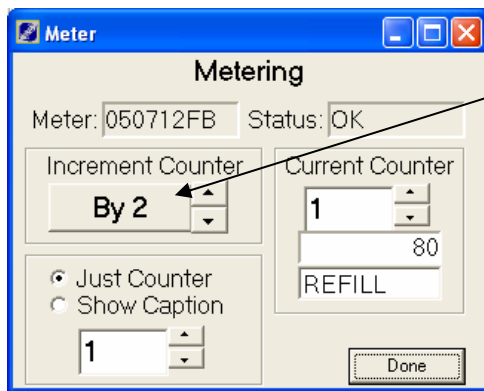 Meter
Metering
Meter: 050712FB Status: OK
Increment Counter
By 2
Current Counter
1
80
REFILL
Just Counter
Show Caption
1
Done